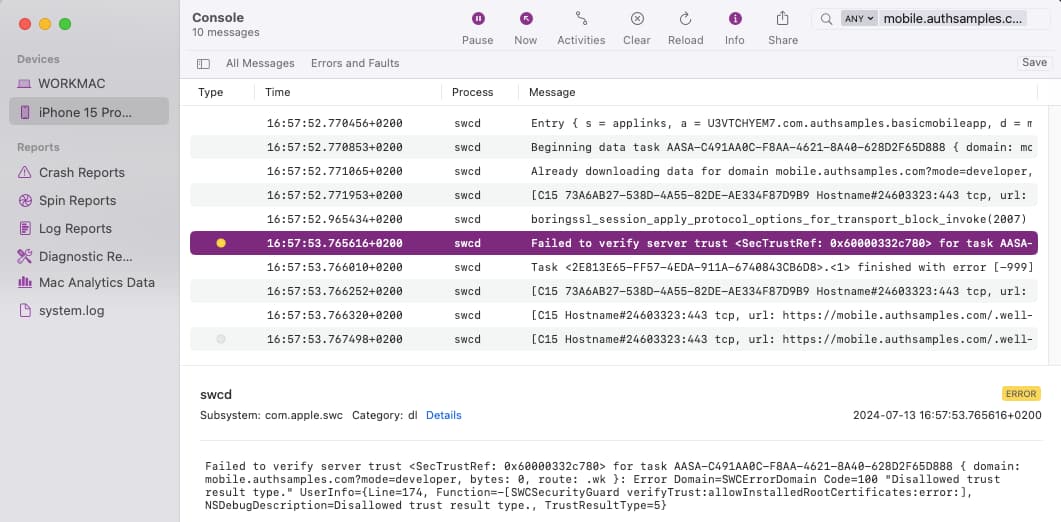 Console
10 messages
Pause
Now
Activities
Clear
Reload
Info
Share
ANY
mobile.authsamples.c...
All Messages
Errors and Faults
Save
Devices
WORKMAC
iPhone 15 Pro...
Reports
Crash Reports
Spin Reports
Log Reports
Diagnostic Re...
Mac Analytics Data
system.log
Type Time Process Message
16:57:52.770456+0200 swcd Entry { s = applinks, a = U3VTCHYEM7.com.authsamples.basicmobileapp, d = m
16:57:52.770853+0200 swcd Beginning data task AASA-C491AA0C-F8AA-4621-8A40-628D2F65D888 { domain: mo
16:57:52.771065+0200 swcd Already downloading data for domain mobile.authsamples.com?mode=developer,
16:57:52.771953+0200 swcd [C15 73A6AB27-538D-4A55-82DE-AE334F87D9B9 Hostname#24603323:443 tcp, url:
16:57:52.965434+0200 swcd boringssl_session_apply_protocol_options_for_transport_block_invoke(2007)
16:57:53.765616+0200 swcd Failed to verify server trust <SecTrustRef: 0x60000332c780> for task AASA-
16:57:53.766010+0200 swcd Task <2E813E65-FF57-4EDA-911A-6740843CB6D8>.<1> finished with error [-999]
16:57:53.766252+0200 swcd [C15 73A6AB27-538D-4A55-82DE-AE334F87D9B9 Hostname#24603323:443 tcp, url:
16:57:53.766320+0200 swcd [C15 Hostname#24603323:443 tcp, url: https://mobile.authsamples.com/.well-
16:57:53.767498+0200 swcd [C15 Hostname#24603323:443 tcp, url: https://mobile.authsamples.com/.well-
swcd
ERROR
Subsystem: com.apple.swc Category: dl Details
2024-07-13 16:57:53.765616+0200
Failed to verify server trust <SecTrustRef: 0x60000332c780> for task AASA-C491AA0C-F8AA-4621-8A40-628D2F65D888 { domain:
mobile.authsamples.com?mode=developer, bytes: 0, route: .wk }: Error Domain=SWCErrorDomain Code=100 "Disallowed trust
result type." UserInfo={Line=174, Function=-[SWCSecurityGuard verifyTrust:allowInstalledRootCertificates:error:],
NSDebugDescription=Disallowed trust result type., TrustResultType=5}